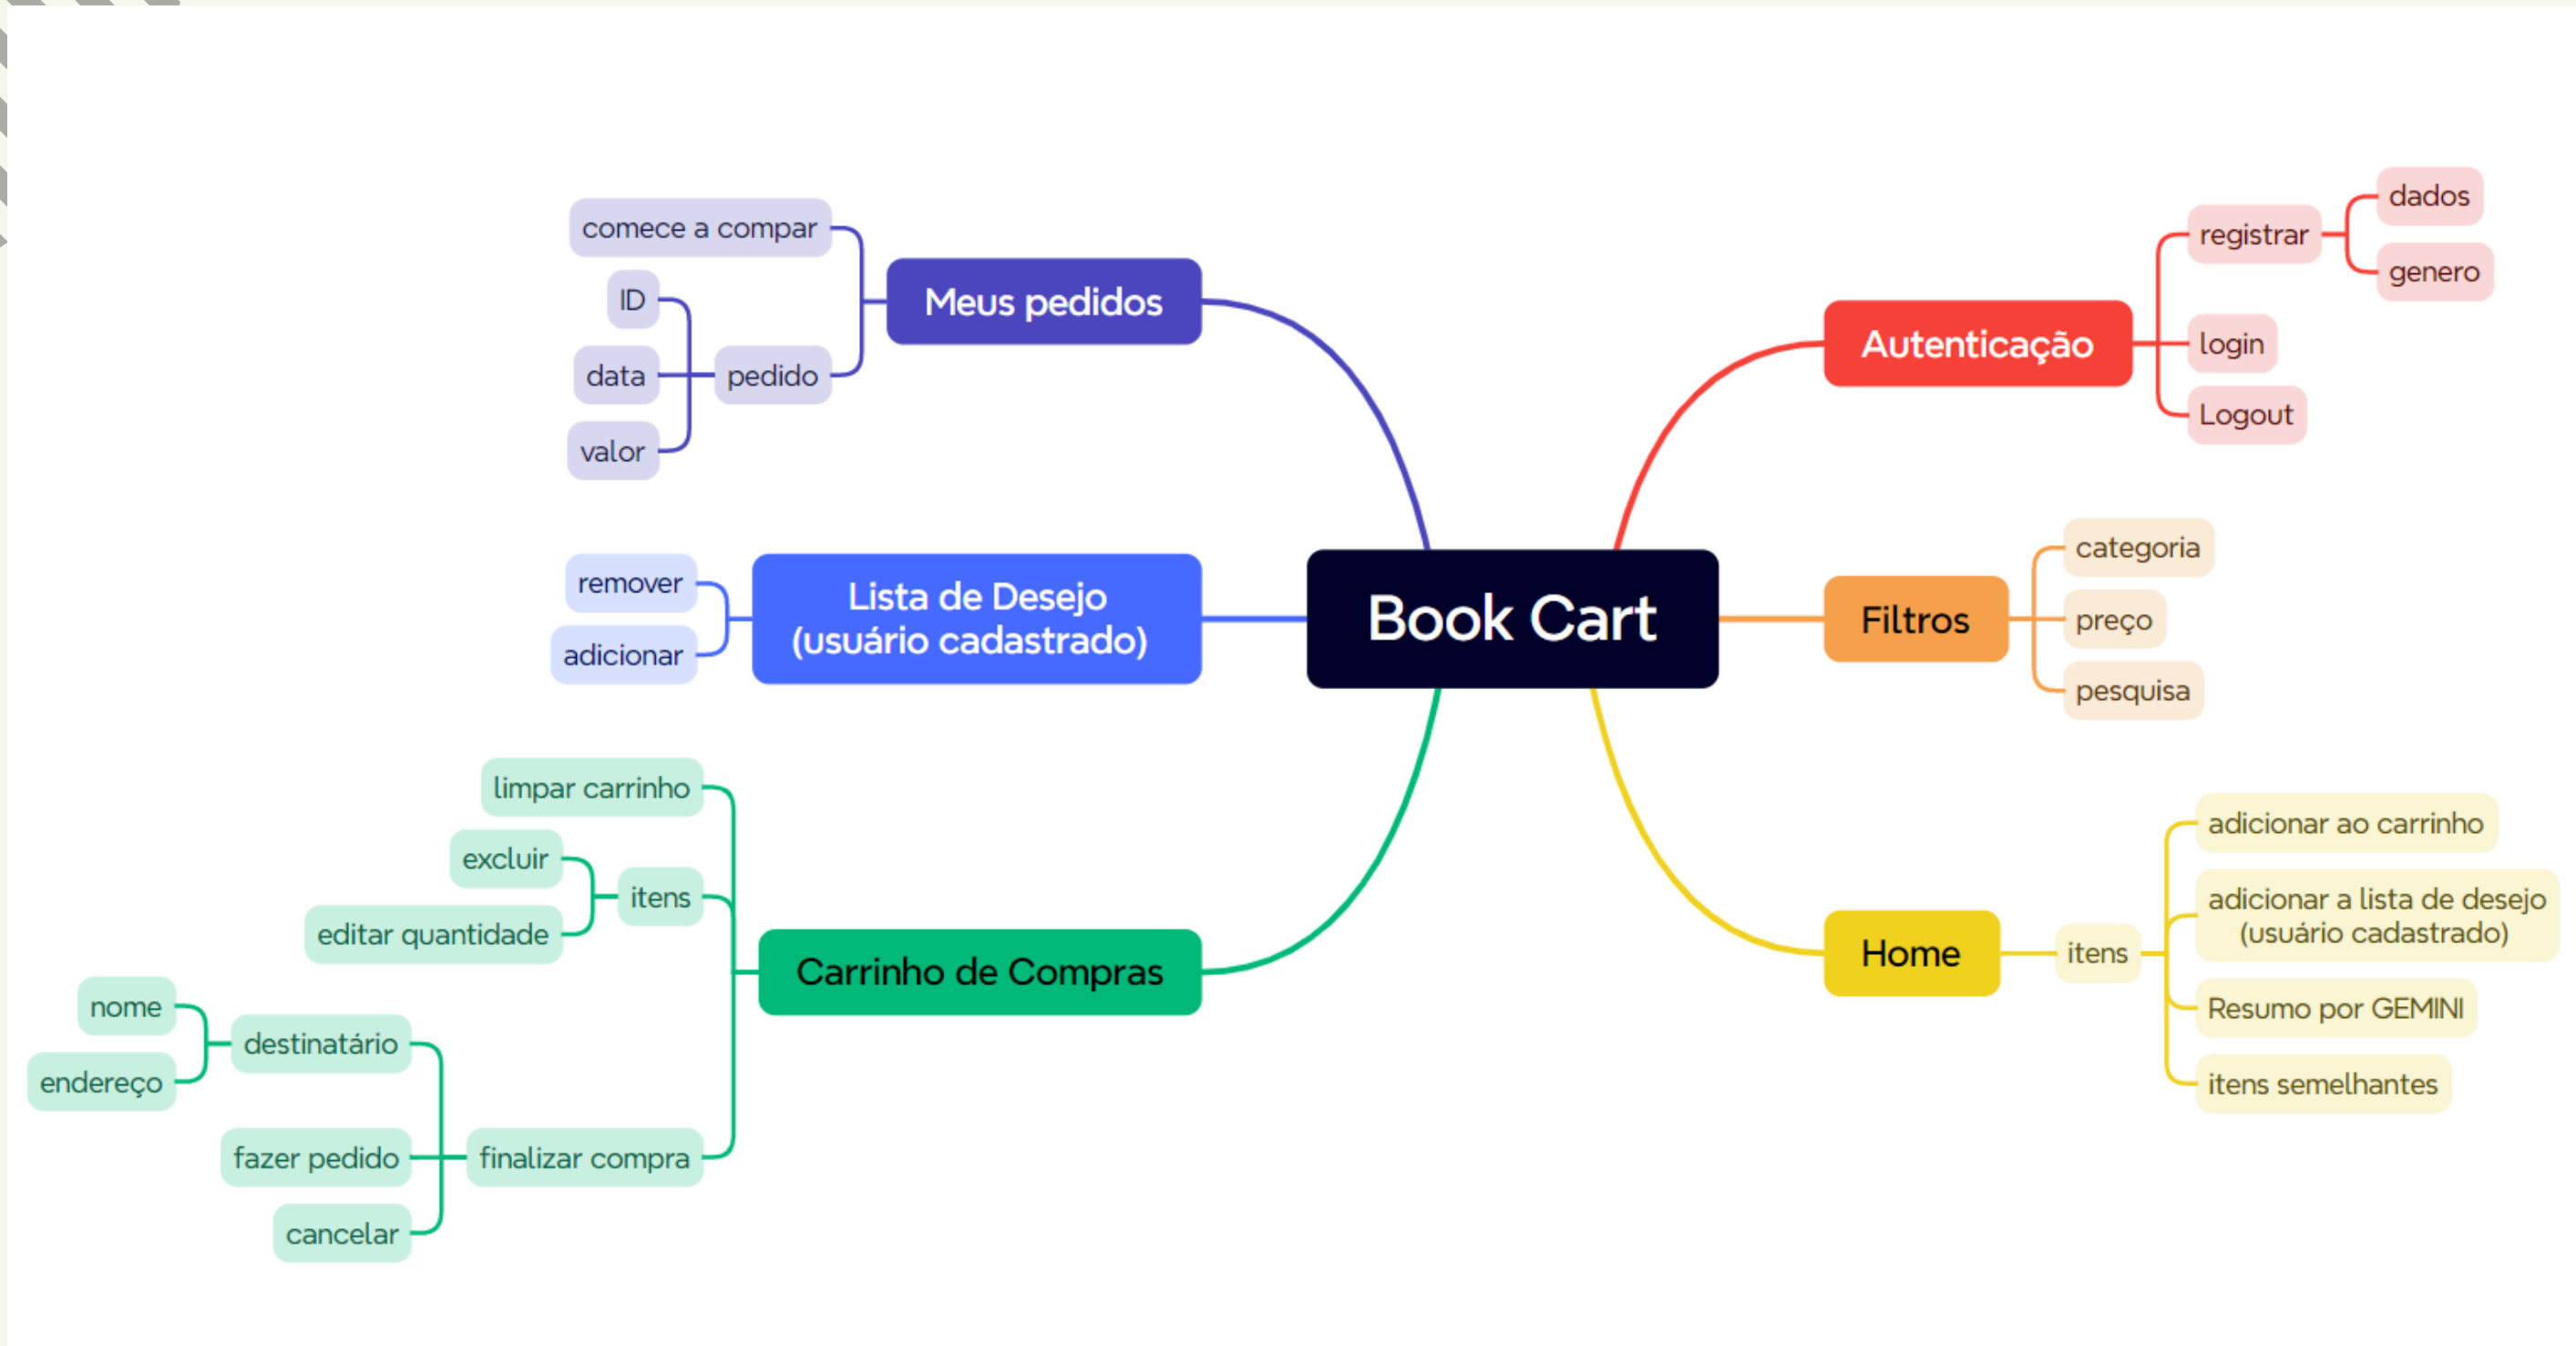 Book Cart
Meus pedidos
comece a compar
pedido
ID
data
valor
Lista de Desejo
(usuário cadastrado)
remover
adicionar
Carrinho de Compras
limpar carrinho
itens
excluir
editar quantidade
finalizar compra
destinatário
nome
endereço
fazer pedido
cancelar
Autenticação
registrar
dados
genero
login
Logout
Filtros
categoria
preço
pesquisa
Home
itens
adicionar ao carrinho
adicionar a lista de desejo
(usuário cadastrado)
Resumo por GEMINI
itens semelhantes